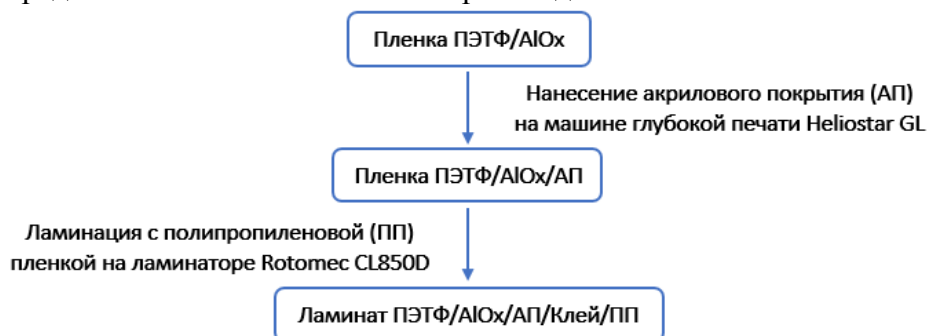 Пленка ПЭТФ/AlOx
Нанесение акрилового покрытия (АП)
на машине глубокой печати Heliostar GL
Пленка ПЭТФ/AlOx/АП
Ламинация с полипропиленовой (ПП)
пленкой на ламинаторе Rotomec CL850D
Ламинат ПЭТФ/AlOx/АП/Клей/ПП